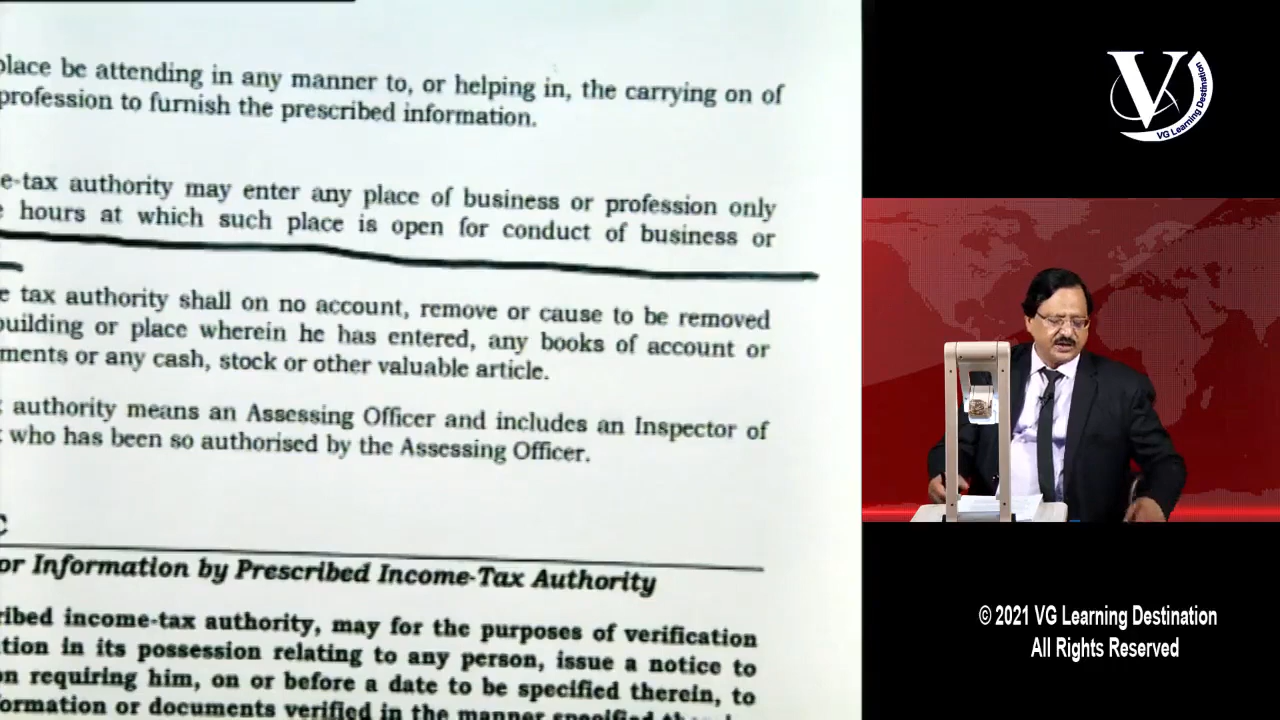 place be attending in any manner to, or helping in, the carrying on of
profession to furnish the prescribed information.
e-tax authority may enter any place of business or profession only
hours at which such place is open for conduct of business or
e tax authority shall on no account, remove or cause to be removed
building or place wherein he has entered, any books of account or
ments or any cash, stock or other valuable article.
authority means an Assessing Officer and includes an Inspector of
who has been so authorised by the Assessing Officer.
C
or Information by Prescribed Income-Tax Authority
ribed income-tax authority, may for the purposes of verification
tion in its possession relating to any person, issue a notice to
on requiring him, on or before a date to be specified therein, to
formation or documents verified in the manner specified
V
VG Learning Destination
© 2021 VG Learning Destination
All Rights Reserved